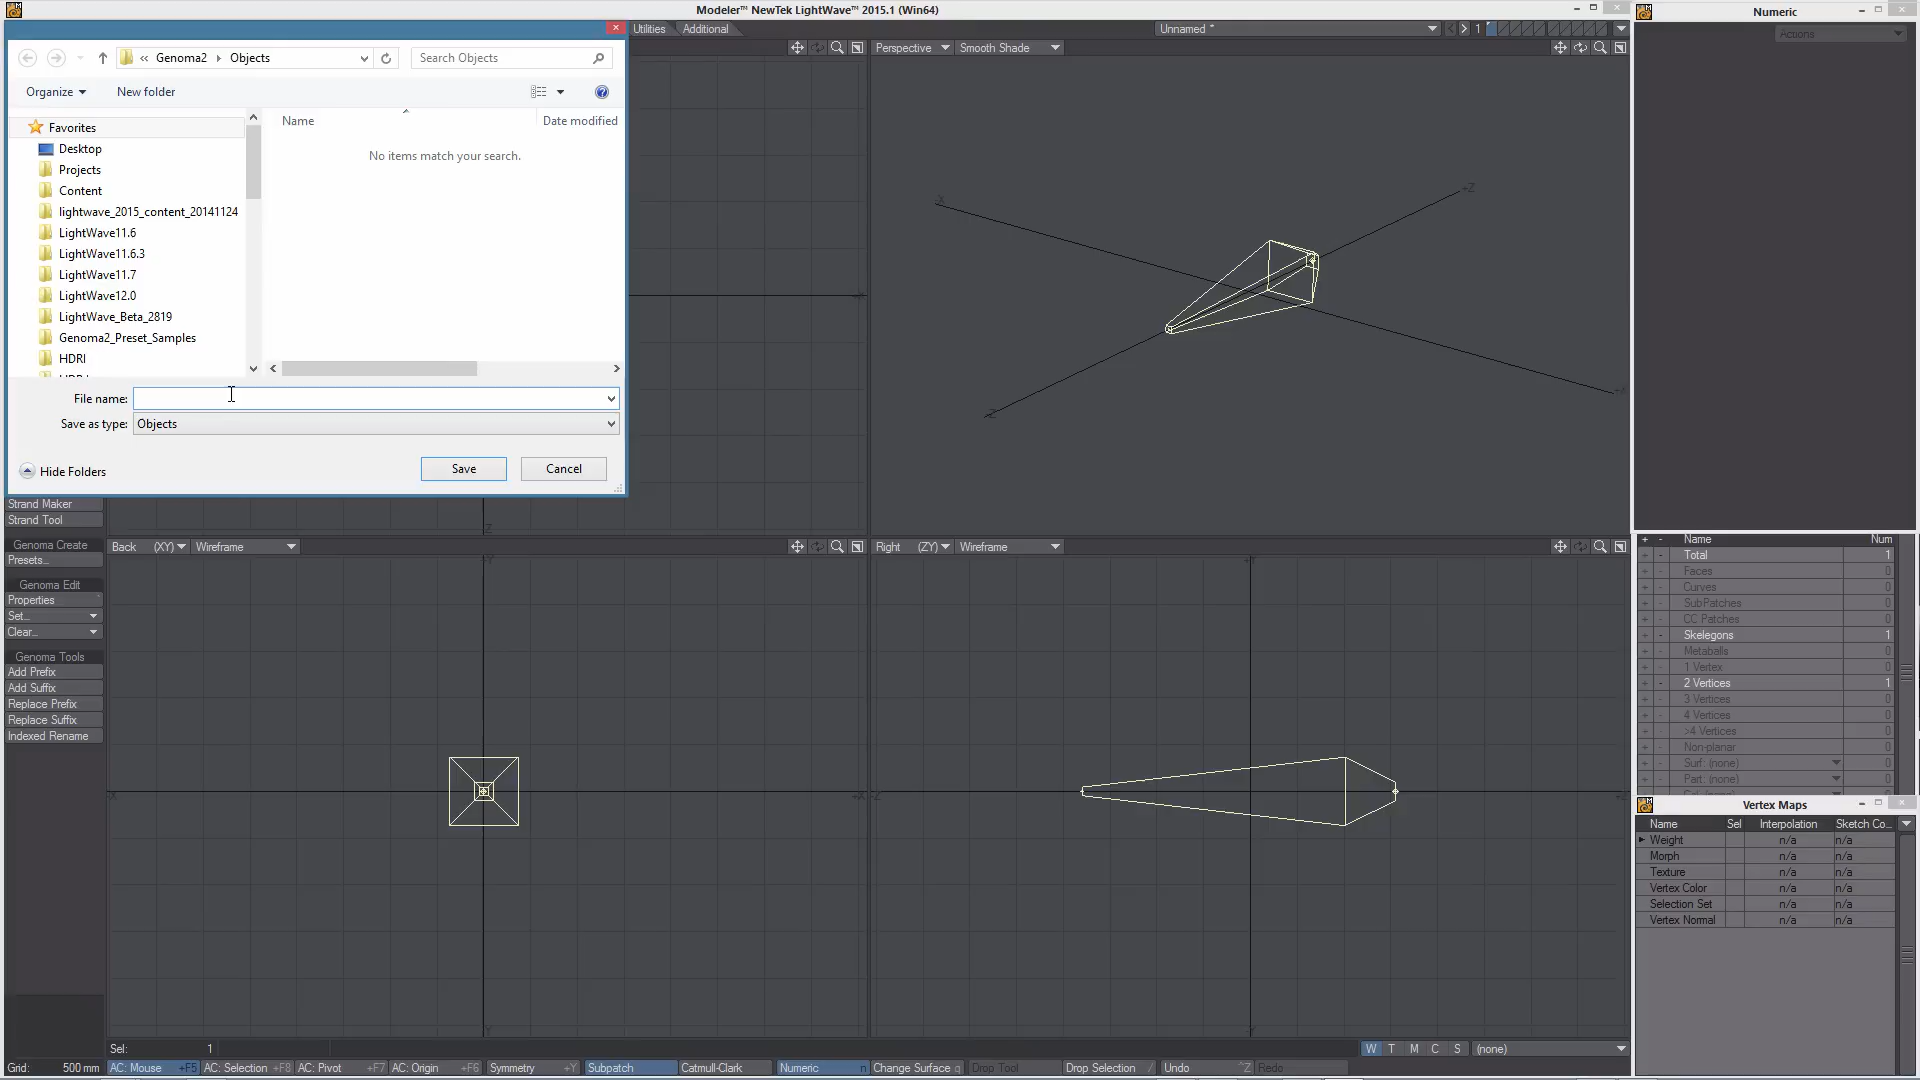 Modeler™ NewTek LightWave™ 2015.1 (Win64)
Numeric
Utilities
Additional
Unnamed *
1
Actions
Genoma2
Objects
Search Objects
Perspective
Smooth Shade
Organize
New folder
Favorites
Desktop
Projects
Content
lightwave_2015_content_20141124
LightWave11.6
LightWave11.6.3
LightWave11.7
LightWave12.0
LightWave_Beta_2819
Genoma2_Preset_Samples
HDRI
Name
Date modified
No items match your search.
File name:
Save as type:
Objects
Hide Folders
Save
Cancel
+Z
-X
-Z
Strand Maker
Strand Tool
Genoma Create
Presets...
Genoma Edit
Properties
Set...
Clear...
Genoma Tools
Add Prefix
Add Suffix
Replace Prefix
Replace Suffix
Indexed Rename
Back (XY) Wireframe
Right (ZY) Wireframe
+ - Name Num
+ - Total 1
+ - Faces 0
+ - Curves 0
+ - SubPatches 0
+ - CC Patches 0
+ - Skelegons 1
+ - Metaballs 0
+ - 1 Vertex 0
+ - 2 Vertices 1
+ - 3 Vertices 0
+ - 4 Vertices 0
+ - >4 Vertices 0
+ - Non-planar 0
+ - Surf: (none) 0
+ - Part: (none) 0
Vertex Maps
Name Sel Interpolation Sketch Co...
Weight n/a n/a
Morph n/a n/a
Texture n/a n/a
Vertex Color n/a n/a
Selection Set n/a n/a
Vertex Normal n/a n/a
Sel: 1
W T M C S (none)
Grid: 500 mm
AC: Mouse +F5
AC: Selection +F8
AC: Pivot +F7
AC: Origin +F6
Symmetry +Y
Subpatch
Catmull-Clark
Numeric n
Change Surface q
Drop Tool
Drop Selection /
Undo ^Z
Redo